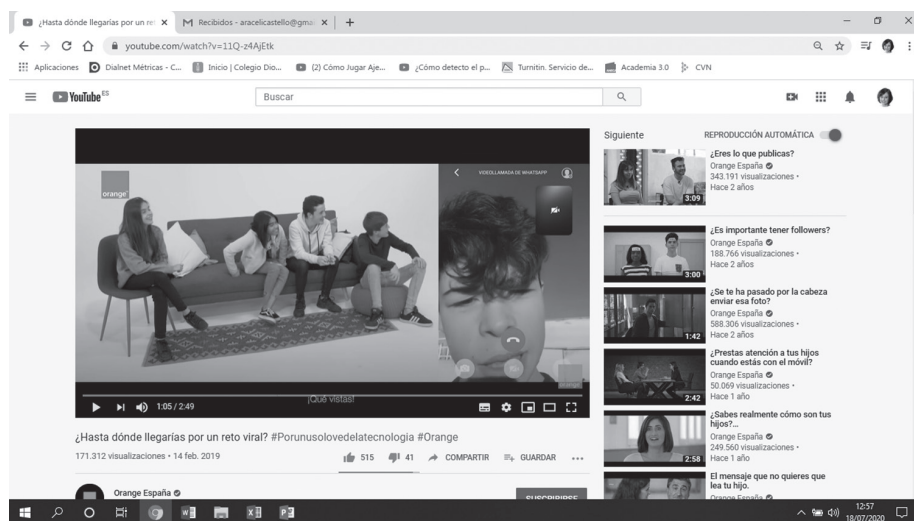 ¿Hasta dónde llegarías por un re
Recibidos - aracelicastello@gmai
youtube.com/watch?v=11Q-z4AjEtk
Aplicaciones
Dialnet Métricas - C...
Inicio | Colegio Dio...
(2) Cómo Jugar Aje...
¿Cómo detecto el p...
Turnitin. Servicio de...
Academia 3.0
CVN
YouTube ES
Buscar
orange
VIDEOLLAMADA DE WHATSAPP
orange
¡Qué vistas!
1:05 / 2:49
¿Hasta dónde llegarías por un reto viral? #Porunusolovedelatecnologia #Orange
171.312 visualizaciones • 14 feb. 2019
515
41
COMPARTIR
GUARDAR
Orange España
SUSCRIBIRSE
Siguiente
REPRODUCCIÓN AUTOMÁTICA
¿Eres lo que publicas?
Orange España
343.191 visualizaciones •
Hace 2 años
3:09
¿Es importante tener followers?
Orange España
188.766 visualizaciones •
Hace 2 años
3:00
¿Se te ha pasado por la cabeza
enviar esa foto?
Orange España
588.306 visualizaciones •
Hace 2 años
1:42
¿Prestas atención a tus hijos
cuando estás con el móvil?
Orange España
50.069 visualizaciones •
Hace 1 año
2:42
¿Sabes realmente cómo son tus
hijos?...
Orange España
249.560 visualizaciones •
Hace 1 año
2:58
El mensaje que no quieres que
lea tu hijo.
Orange España
12:57
18/07/2020